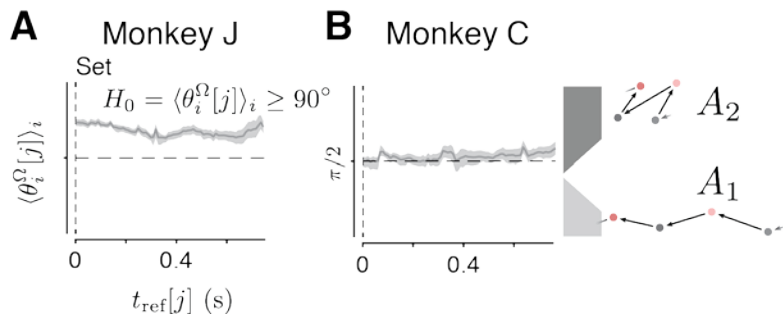 A Monkey J
Set
H₀ = ⟨θᵢ^Ω[j]⟩ᵢ ≥ 90°
⟨θᵢ^Ω[j]⟩ᵢ
0 0.4
t_ref[j] (s)
B Monkey C
π/2
0 0.4
A₂
A₁